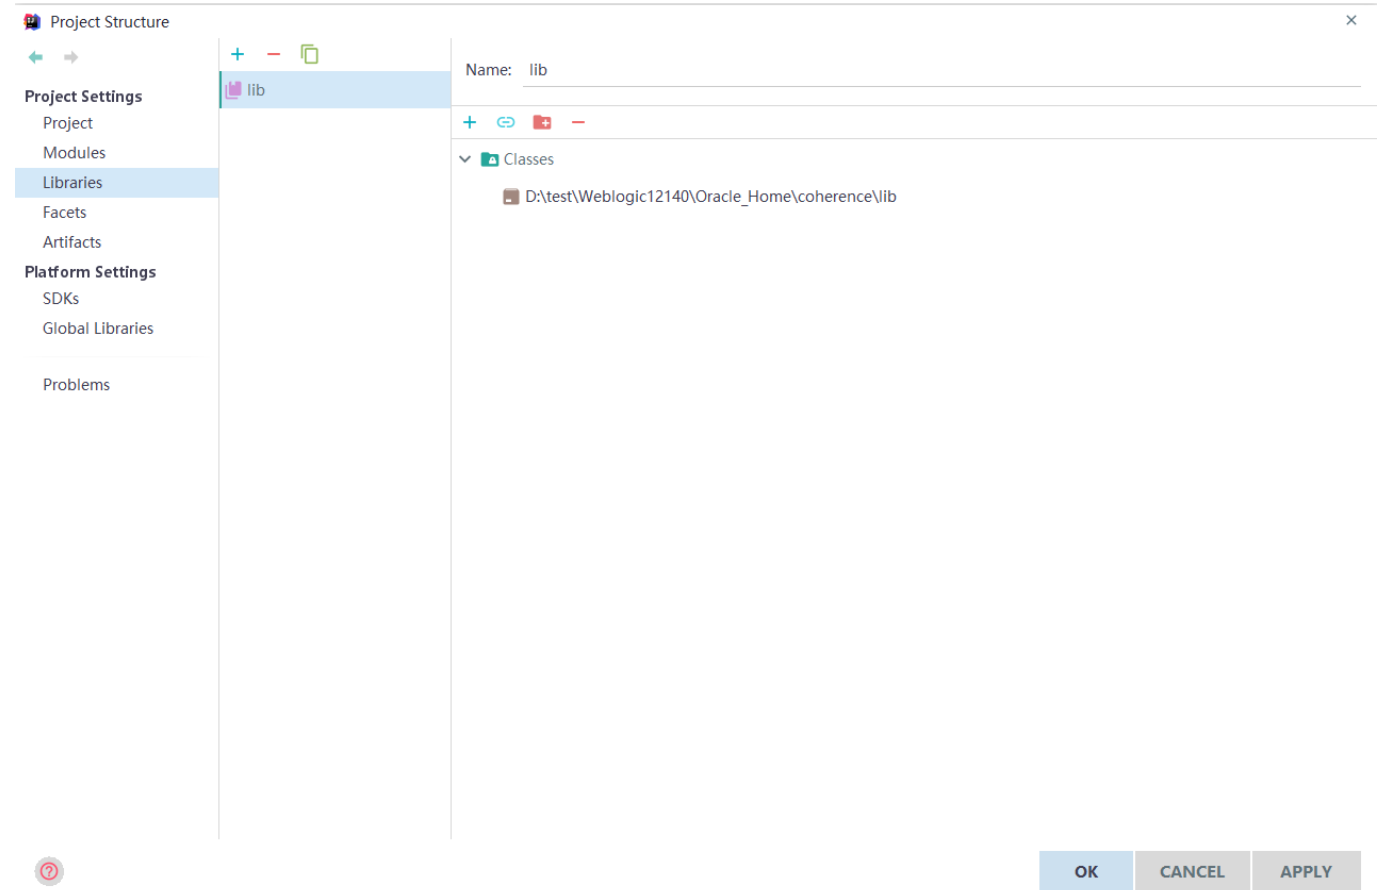 Project Structure
Project Settings
Project
Modules
Libraries
Facets
Artifacts
Platform Settings
SDKs
Global Libraries
Problems
lib
Name: lib
Classes
D:\test\Weblogic12140\Oracle_Home\coherence\lib
OK CANCEL APPLY